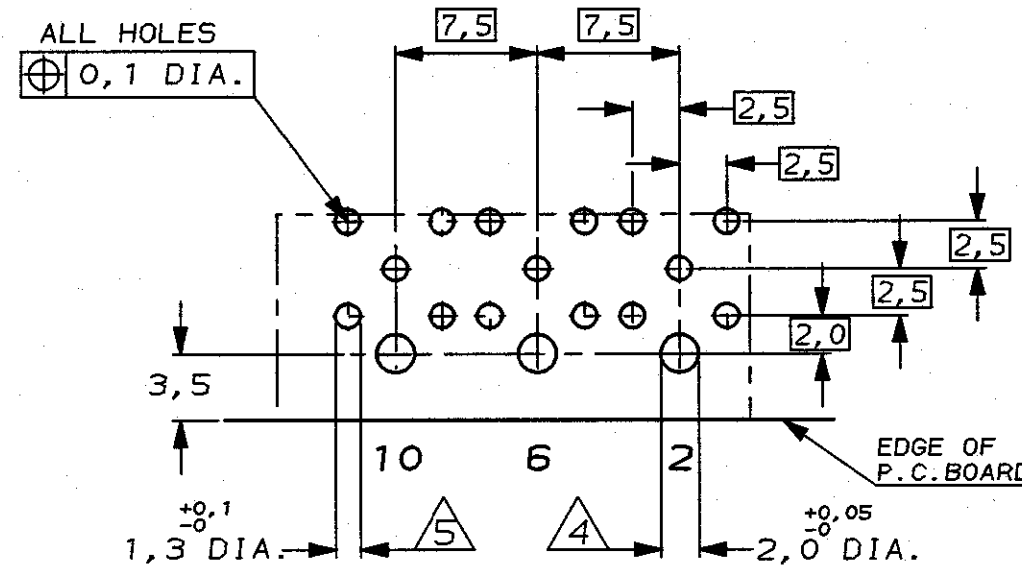 ALL HOLES
⌖ 0,1 DIA.
7,5
7,5
2,5
2,5
2,5
2,5
2,0
3,5
10
6
2
EDGE OF
P.C.BOARD
+0,1
-0
1,3 DIA.
5
4
+0,05
-0
2,0 DIA.